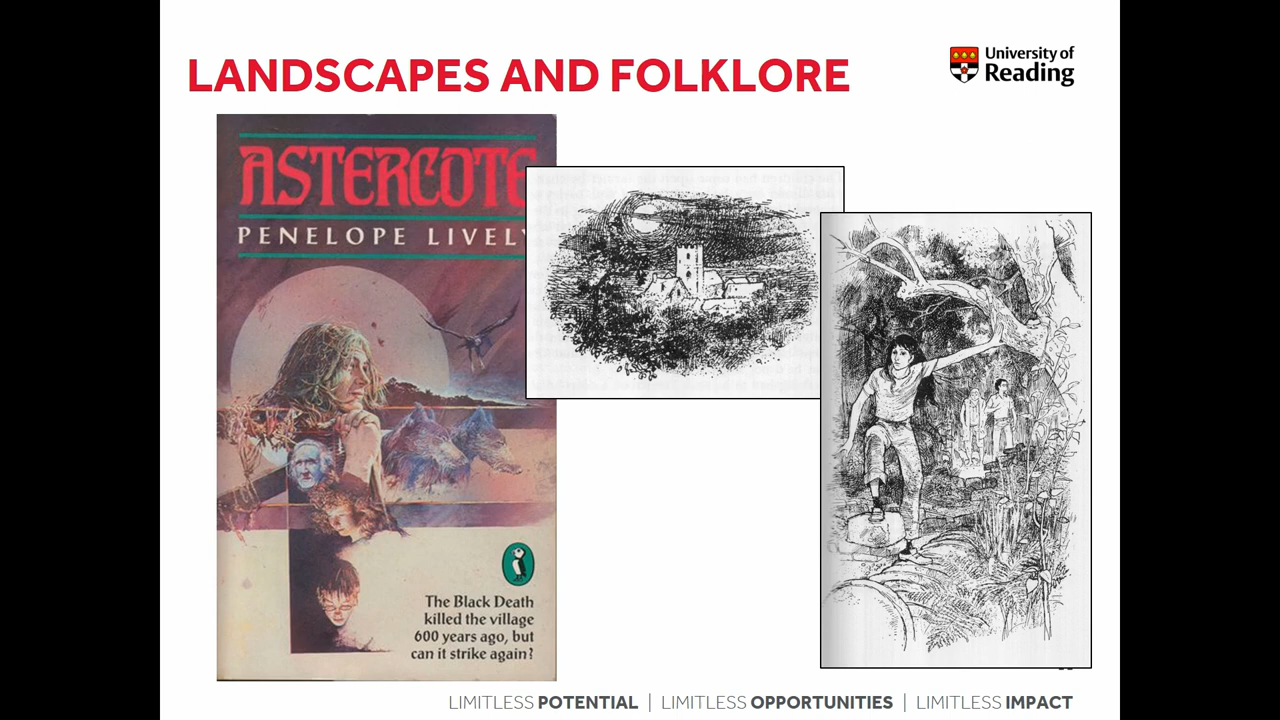 LANDSCAPES AND FOLKLORE
University of
Reading
ASTERCOTE
PENELOPE LIVELY
The Black Death
killed the village
600 years ago, but
can it strike again?
LIMITLESS POTENTIAL | LIMITLESS OPPORTUNITIES | LIMITLESS IMPACT